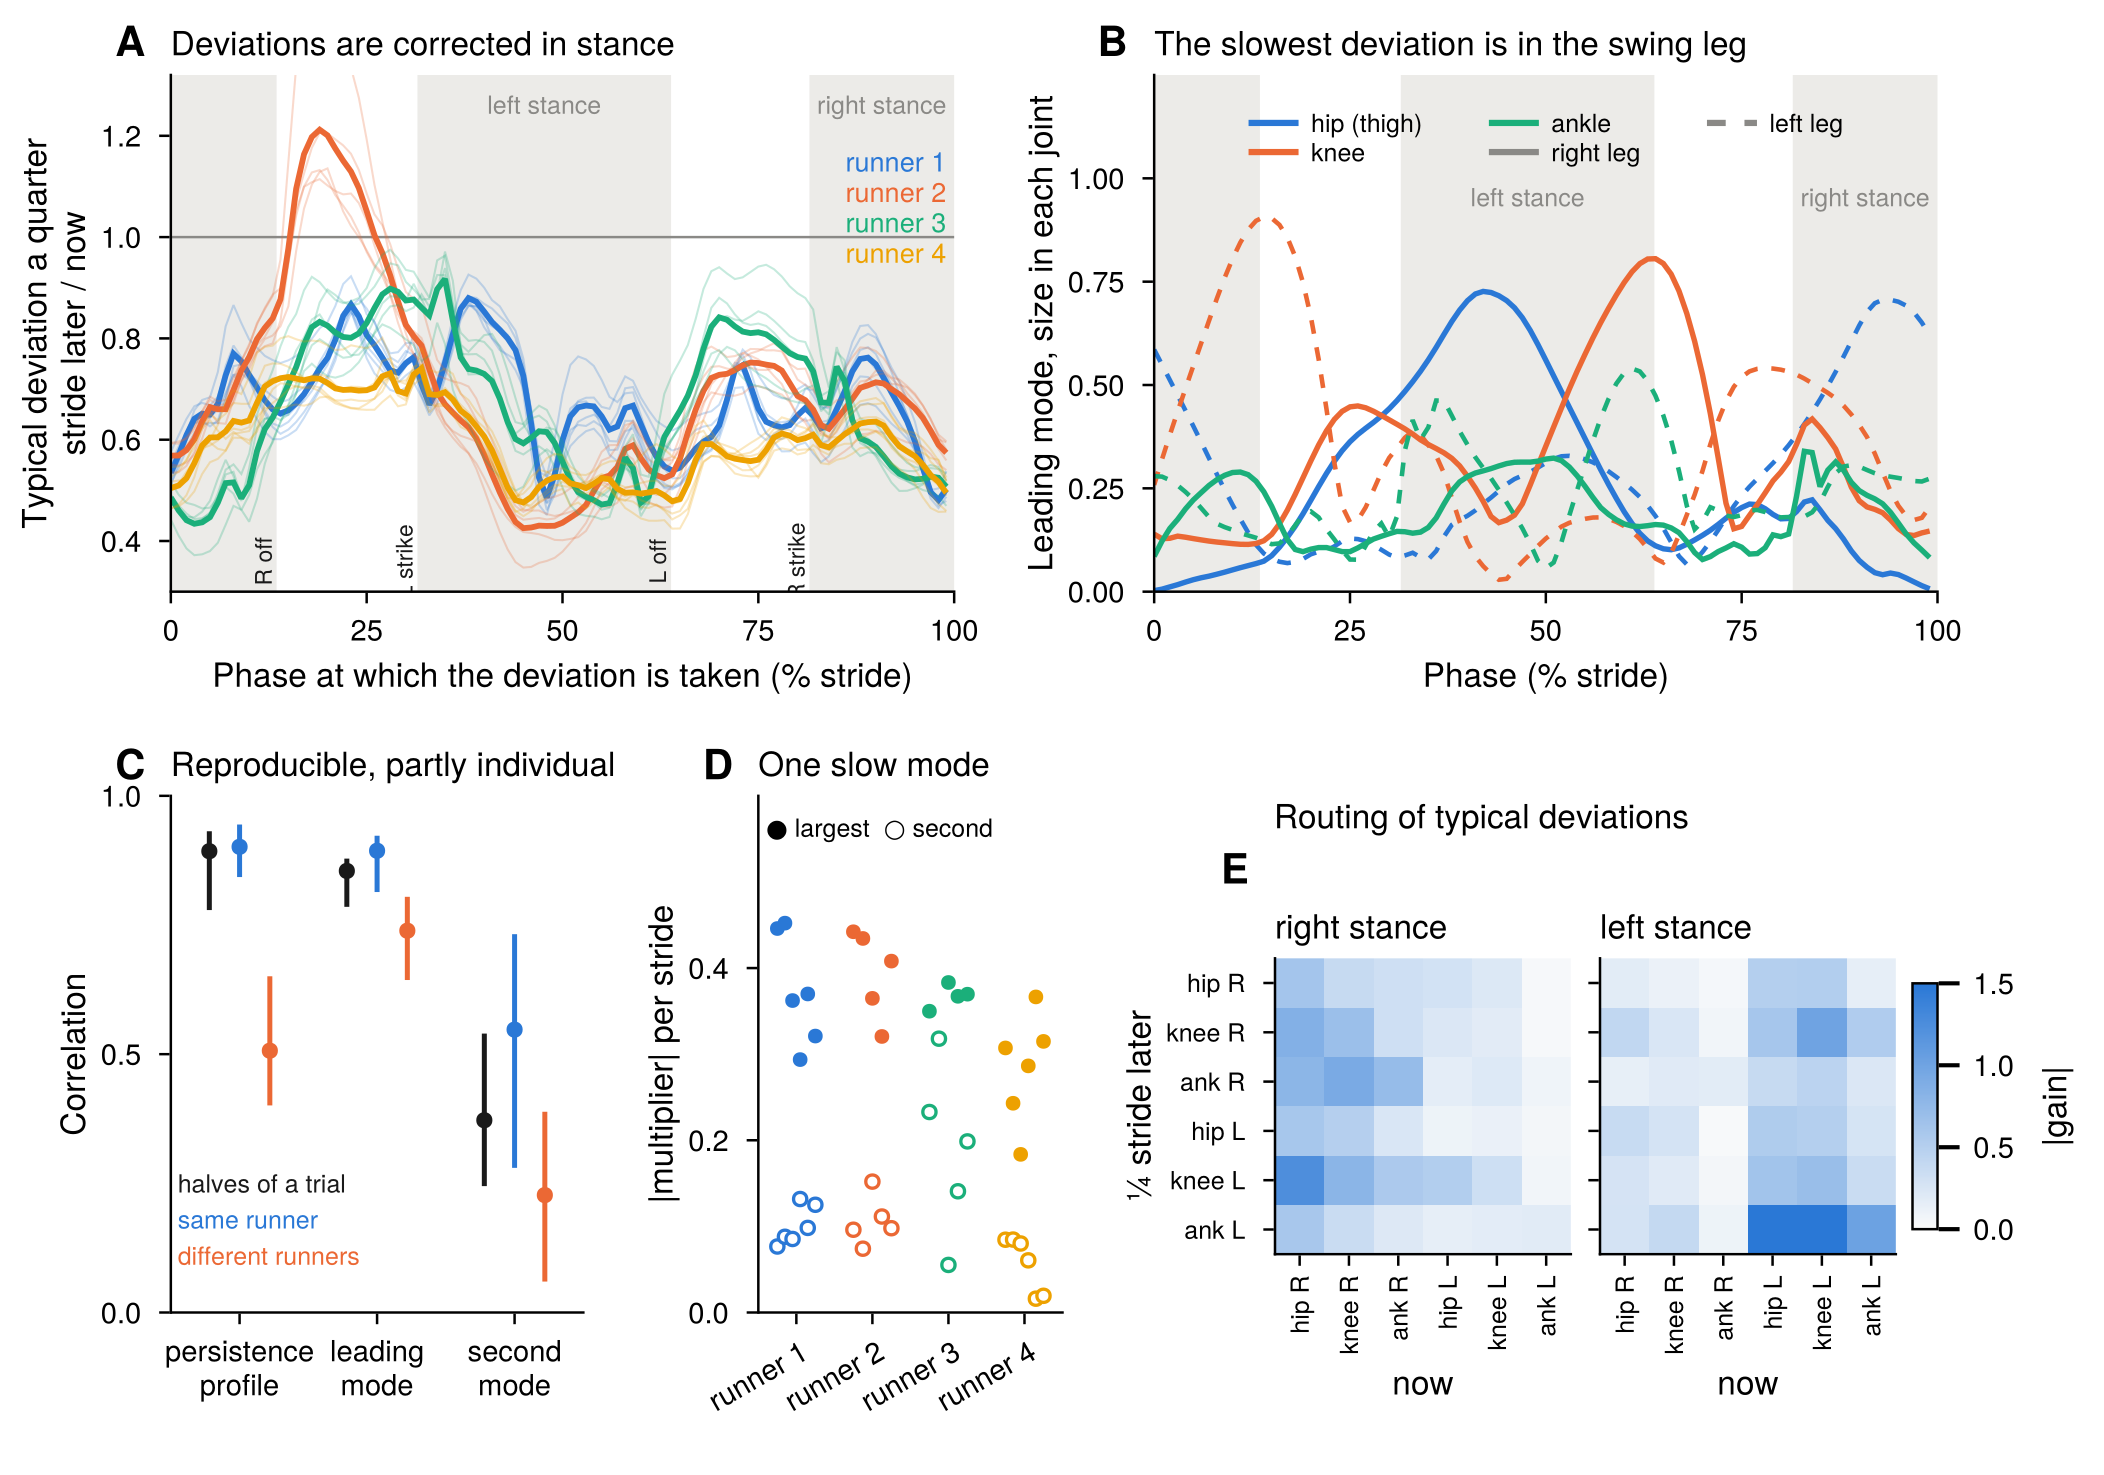 A Deviations are corrected in stance
Typical deviation a quarter
stride later / now
1.2
1.0
0.8
0.6
0.4
left stance
right stance
runner 1
runner 2
runner 3
runner 4
R off
strike
L off
R strike
0 25 50 75 100
Phase at which the deviation is taken (% stride)
B The slowest deviation is in the swing leg
Leading mode, size in each joint
1.00
0.75
0.50
0.25
0.00
hip (thigh)
knee
ankle
right leg
left leg
left stance
right stance
0 25 50 75 100
Phase (% stride)
C Reproducible, partly individual
Correlation
1.0
0.5
0.0
halves of a trial
same runner
different runners
persistence
profile
leading
mode
second
mode
D One slow mode
largest second
|multiplier| per stride
0.4
0.2
0.0
runner 1
runner 2
runner 3
runner 4
Routing of typical deviations
E
right stance
left stance
¼ stride later
hip R
knee R
ank R
hip L
knee L
ank L
hip R
knee R
ank R
hip L
knee L
ank L
now
hip R
knee R
ank R
hip L
knee L
ank L
now
1.5
1.0
0.5
0.0
|gain|